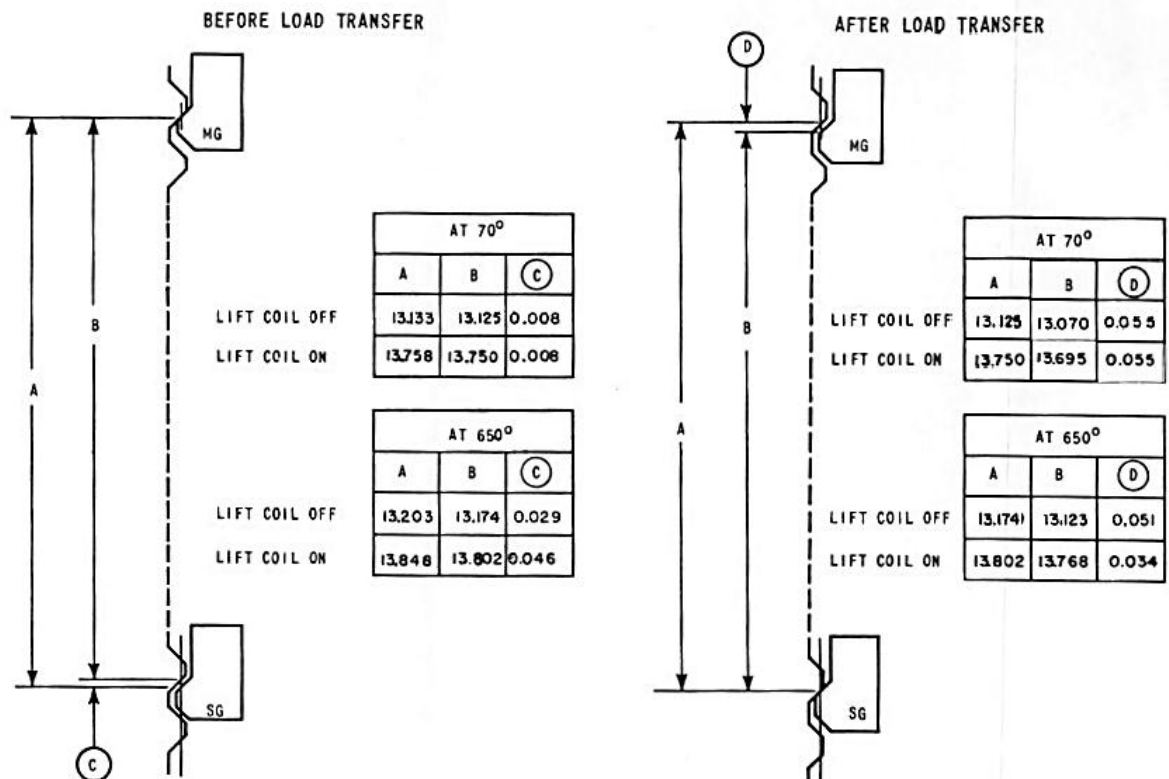 BEFORE LOAD TRANSFER
MG
A
B
AT 70°
A B C
LIFT COIL OFF 13.133 13.125 0.008
LIFT COIL ON 13.758 13.750 0.008
AT 650°
A B C
LIFT COIL OFF 13.203 13.174 0.029
LIFT COIL ON 13.848 13.802 0.046
SG
C
AFTER LOAD TRANSFER
D
MG
A
B
AT 70°
A B D
LIFT COIL OFF 13.125 13.070 0.055
LIFT COIL ON 13.750 13.695 0.055
AT 650°
A B D
LIFT COIL OFF 13.174 13.123 0.051
LIFT COIL ON 13.802 13.768 0.034
SG